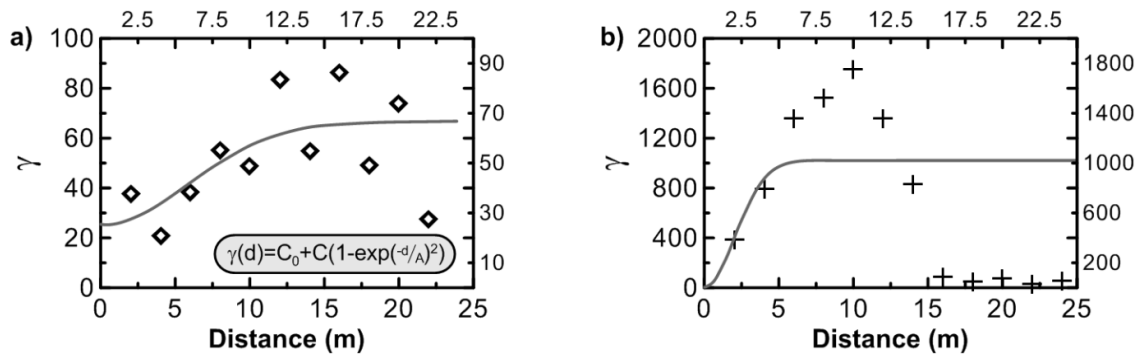 2.5 7.5 12.5 17.5 22.5
a)
100
80
60
40
20
0
γ
90
70
50
30
10
γ(d)=C₀+C(1-exp(⁻ᵈ/A)²)
0 5 10 15 20 25
Distance (m)
2.5 7.5 12.5 17.5 22.5
b)
2000
1600
1200
800
400
0
γ
1800
1400
1000
600
200
0 5 10 15 20 25
Distance (m)